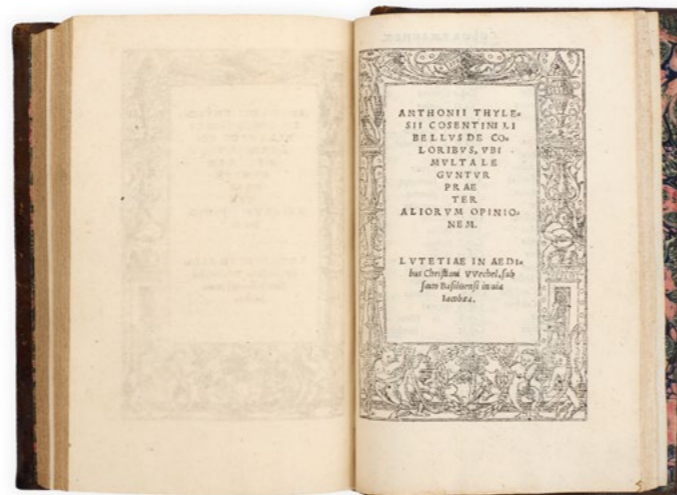 ANTHONII THYLE-
SII COSENTINI LI
BELLVS DE CO-
LORIBVS, VBI
MVLTA LE
GVNTVR
PRAE
TER
ALIORVM OPINIO-
NEM.
LVTETIAE IN AEDI-
bus Christiani VVechel, sub
scuto Basiliensi in via
Iacobæa.